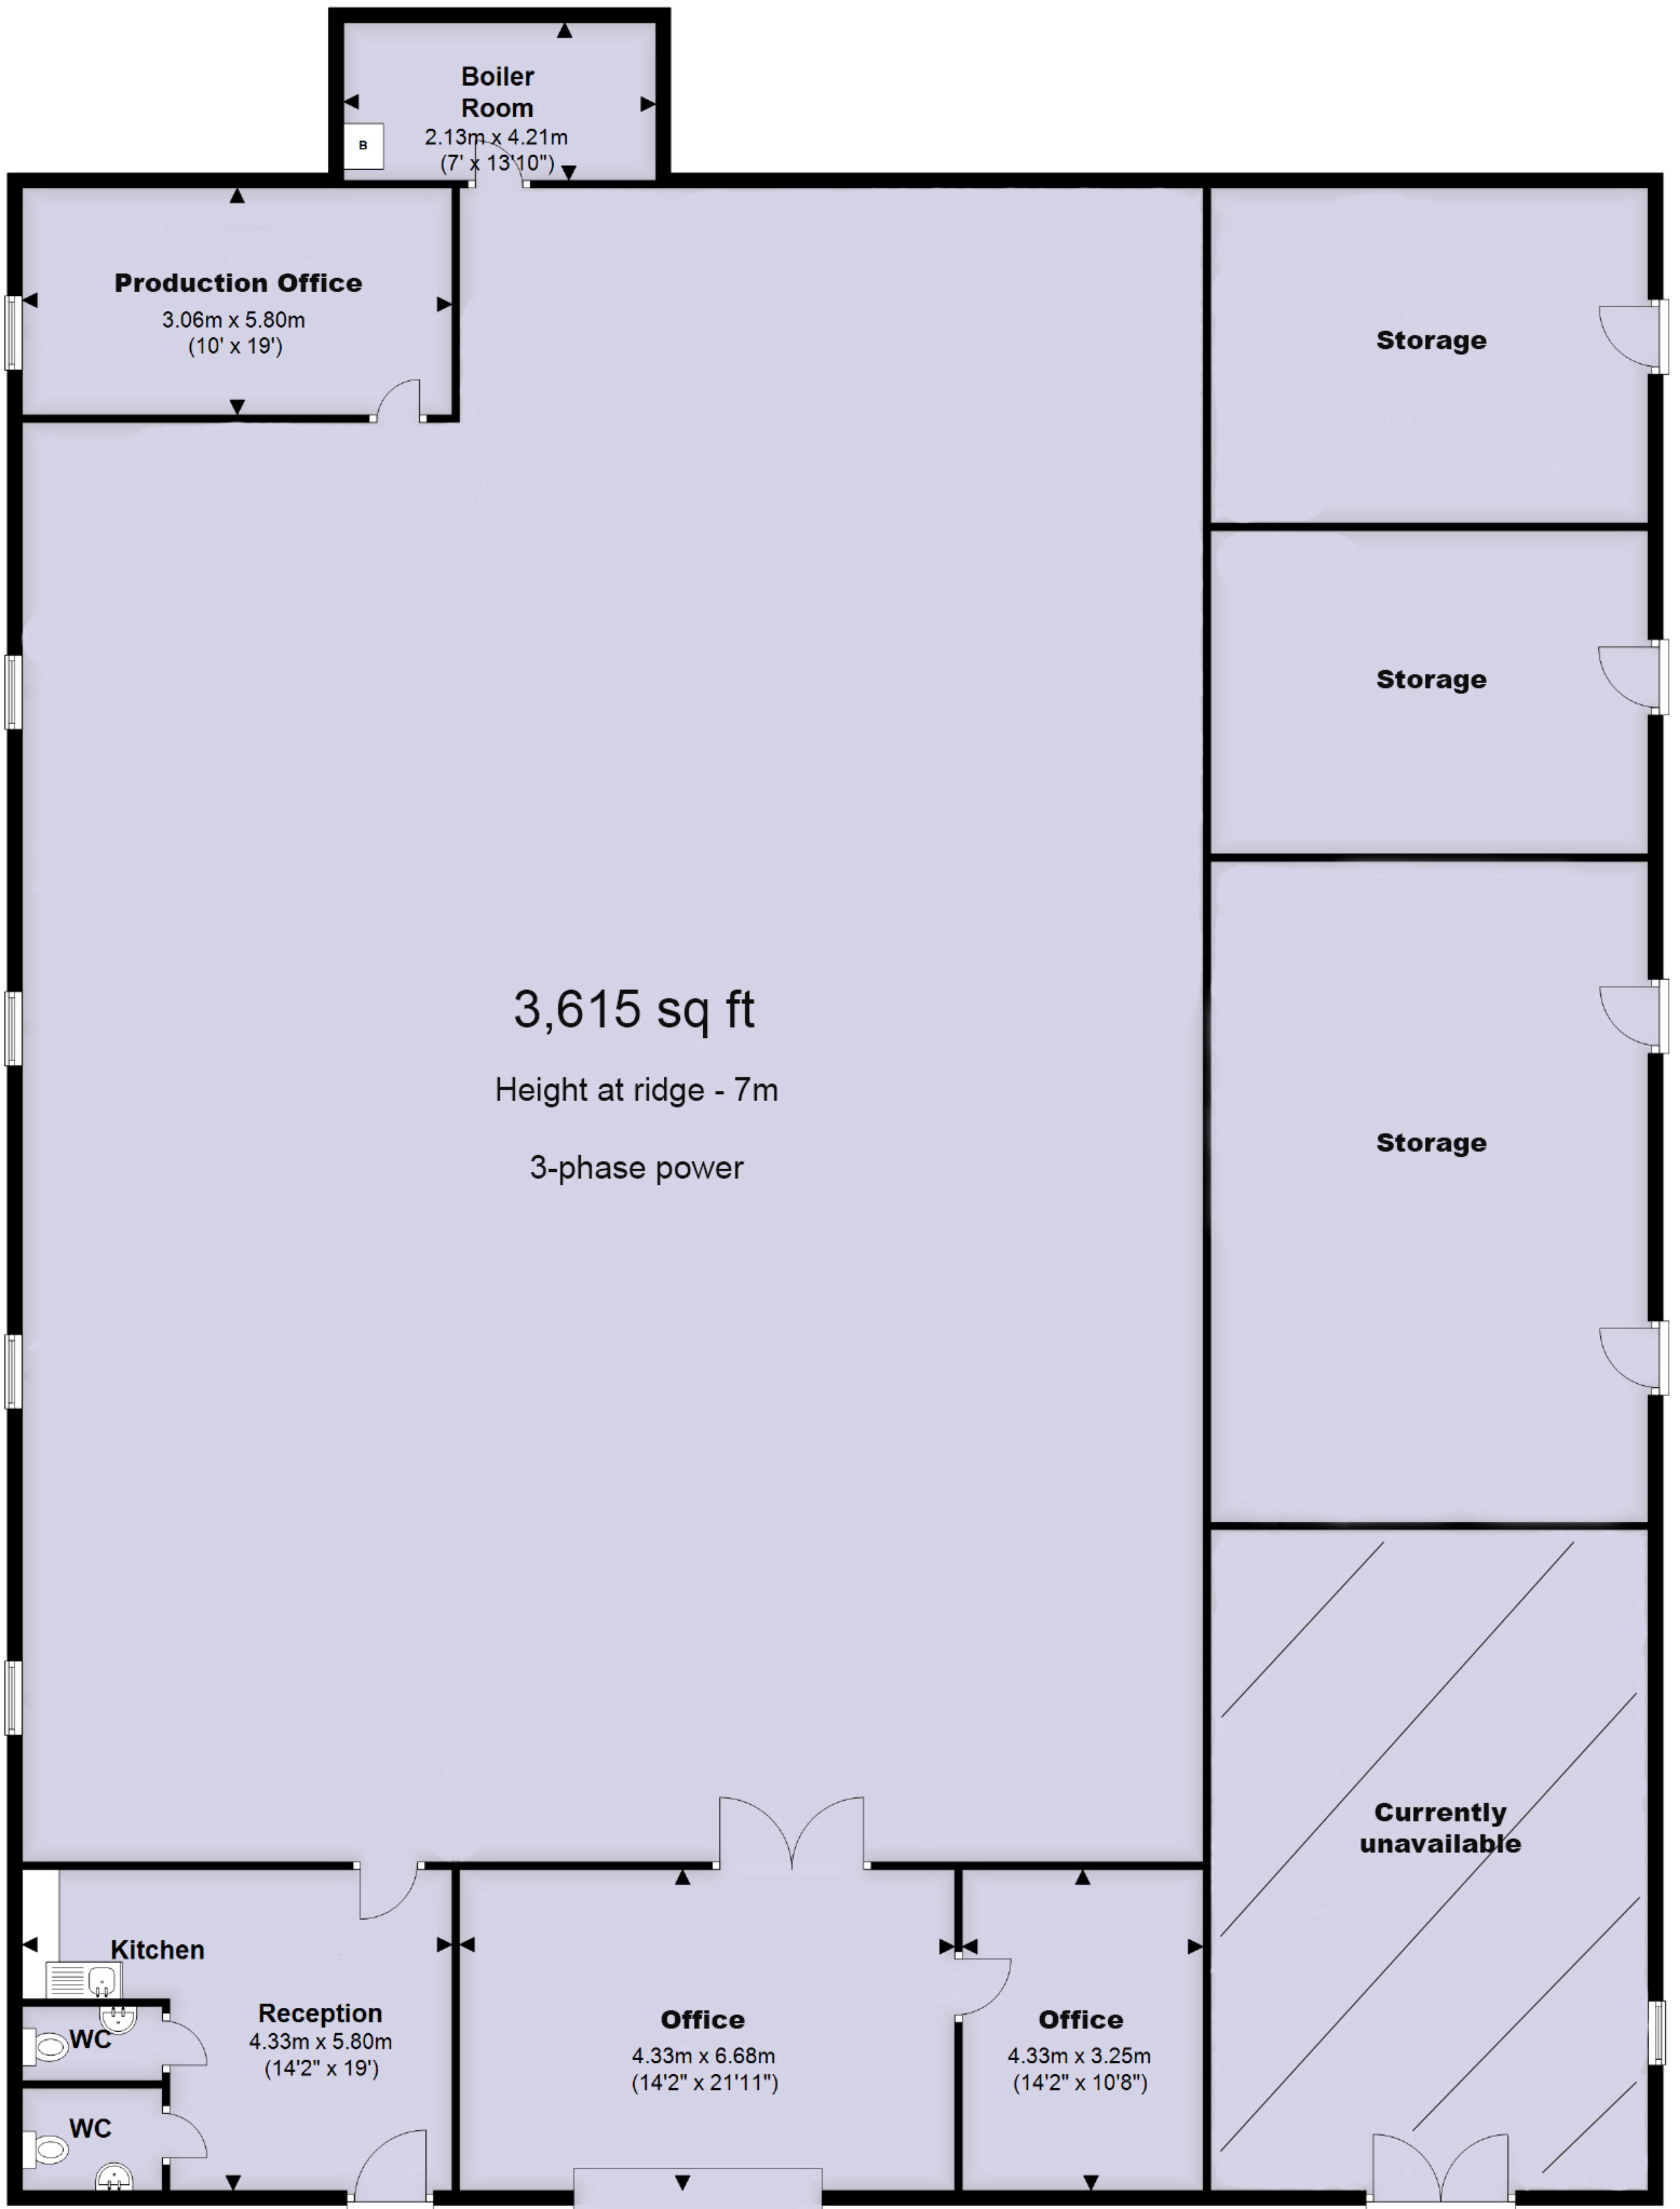 Boiler
Room
2.13m x 4.21m
(7' x 13'10")
B
Production Office
3.06m x 5.80m
(10' x 19')
Storage
Storage
3,615 sq ft
Height at ridge - 7m
3-phase power
Storage
Currently
unavailable
Kitchen
Reception
4.33m x 5.80m
(14'2" x 19')
WC
WC
Office
4.33m x 6.68m
(14'2" x 21'11")
Office
4.33m x 3.25m
(14'2" x 10'8")